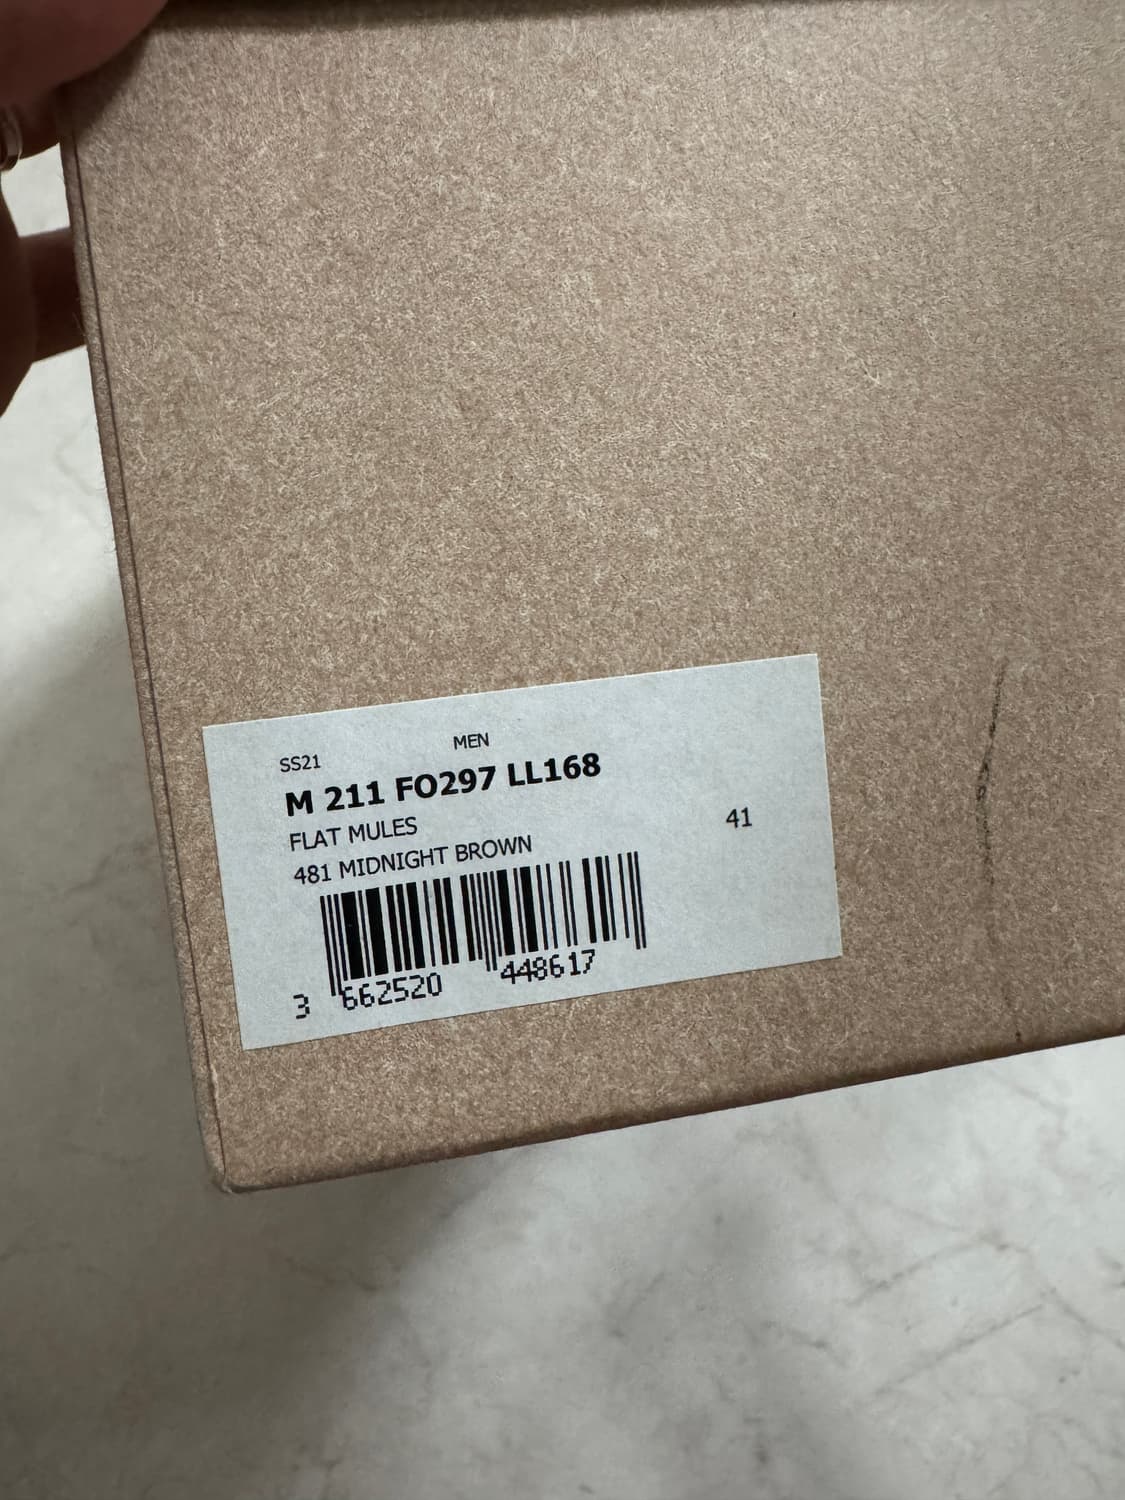 SS21
MEN
M 211 FO297 LL168
FLAT MULES
41
481 MIDNIGHT BROWN
3 662520 448617